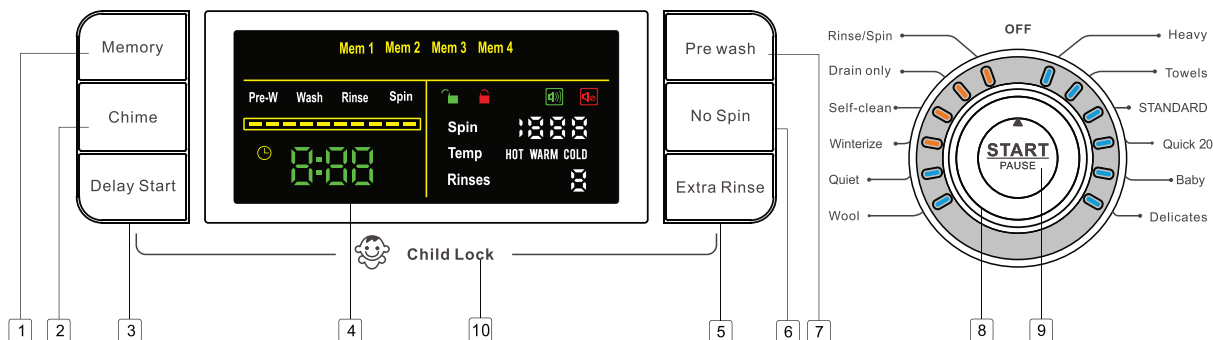 Memory
Chime
Delay Start
Mem 1 Mem 2 Mem 3 Mem 4
Pre-W Wash Rinse Spin
8:88
Spin 1888
Temp HOT WARM COLD
Rinses 8
Pre wash
No Spin
Extra Rinse
Child Lock
OFF
Rinse/Spin
Drain only
Self-clean
Winterize
Quiet
Wool
Heavy
Towels
STANDARD
Quick 20
Baby
Delicates
START
PAUSE
1 2 3 4 10 5 6 7 8 9